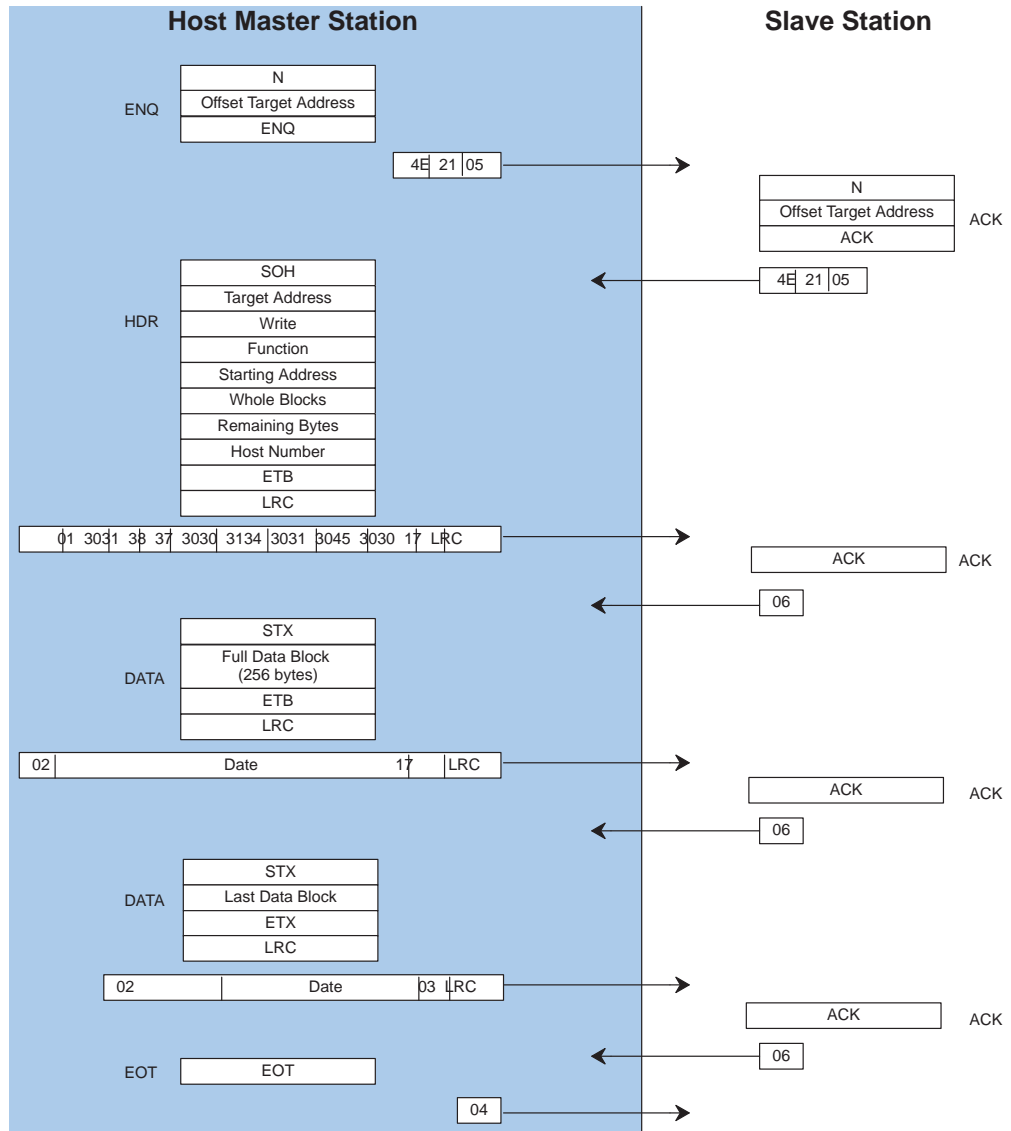 Host Master Station
Slave Station
ENQ
N
Offset Target Address
ENQ
4E 21 05
N
Offset Target Address
ACK
ACK
4E 21 05
HDR
SOH
Target Address
Write
Function
Starting Address
Whole Blocks
Remaining Bytes
Host Number
ETB
LRC
01 3031 38 37 3030 3134 3031 3045 3030 17 LRC
ACK
ACK
06
DATA
STX
Full Data Block
(256 bytes)
ETB
LRC
02 Date 17 LRC
ACK
ACK
06
DATA
STX
Last Data Block
ETX
LRC
02 Date 03 LRC
ACK
ACK
06
EOT
EOT
04